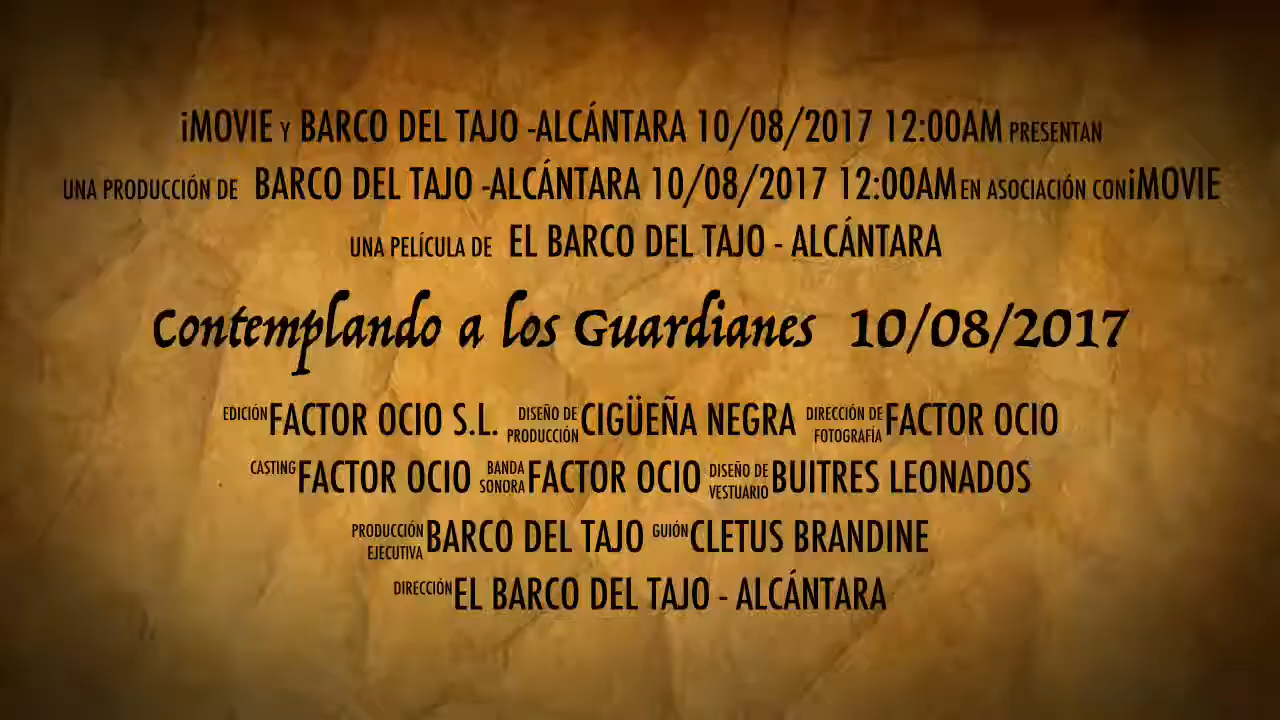 iMOVIE Y BARCO DEL TAJO -ALCÁNTARA 10/08/2017 12:00AM PRESENTAN
UNA PRODUCCIÓN DE BARCO DEL TAJO -ALCÁNTARA 10/08/2017 12:00AM EN ASOCIACIÓN CON iMOVIE
UNA PELÍCULA DE EL BARCO DEL TAJO - ALCÁNTARA
Contemplando a los Guardianes 10/08/2017
EDICIÓN FACTOR OCIO S.L. DISEÑO DE PRODUCCIÓN CIGÜEÑA NEGRA DIRECCIÓN DE FOTOGRAFÍA FACTOR OCIO
CASTING FACTOR OCIO BANDA SONORA FACTOR OCIO DISEÑO DE VESTUARIO BUITRES LEONADOS
PRODUCCIÓN EJECUTIVA BARCO DEL TAJO GUIÓN CLETUS BRANDINE
DIRECCIÓN EL BARCO DEL TAJO - ALCÁNTARA